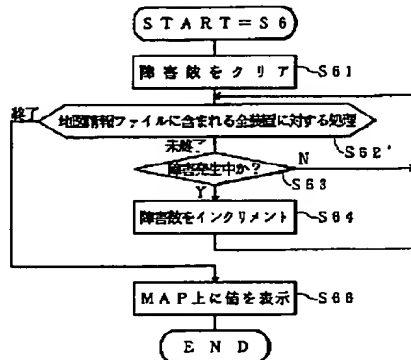 START=S6
障害数をクリア
S61
終了
地図情報ファイルに含まれる全装置に対する処理
S62'
未終了
障害発生中か?
N
S63
Y
障害数をインクリメント
S64
MAP上に値を表示
S66
END